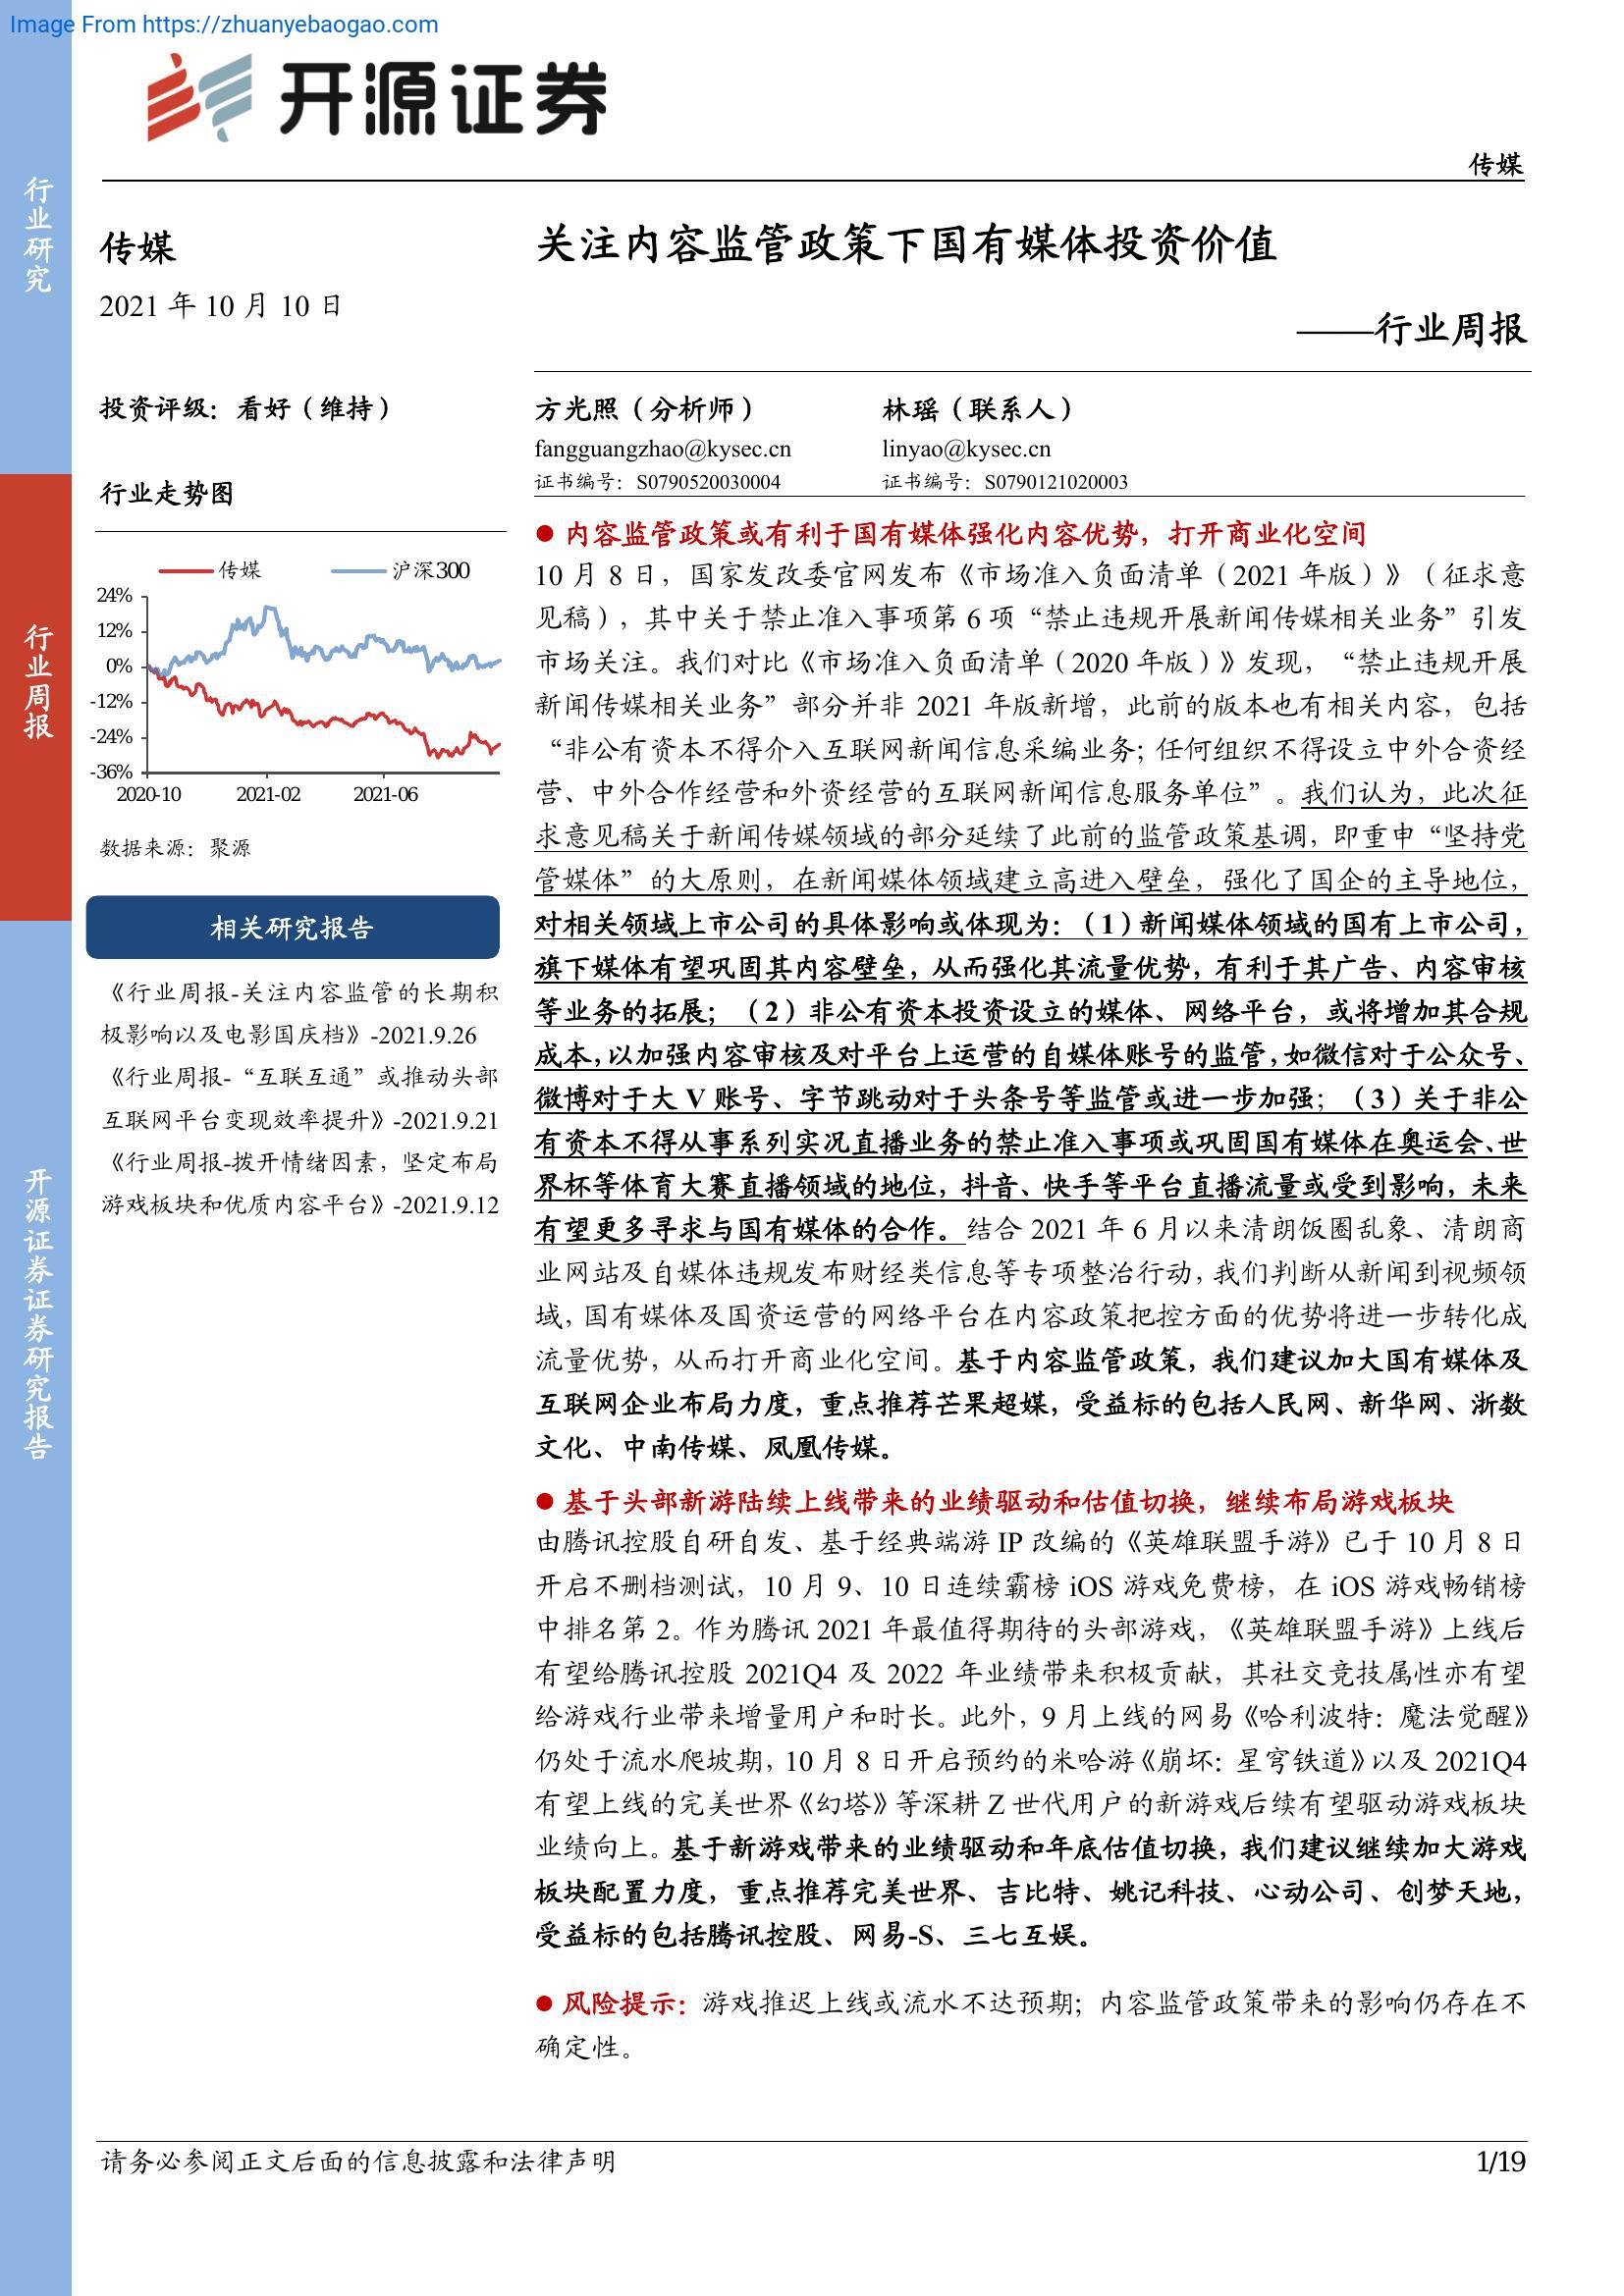 Image From https://zhuanyebaogao.com
开源证券
传媒
行业研究
行业周报
开源证券证券研究报告
传媒
2021 年 10 月 10 日
投资评级：看好（维持）
行业走势图
传媒 沪深300
24%
12%
0%
-12%
-24%
-36%
2020-10 2021-02 2021-06
数据来源：聚源
相关研究报告
《行业周报-关注内容监管的长期积
极影响以及电影国庆档》-2021.9.26
《行业周报-“互联互通”或推动头部
互联网平台变现效率提升》-2021.9.21
《行业周报-拨开情绪因素，坚定布局
游戏板块和优质内容平台》-2021.9.12
关注内容监管政策下国有媒体投资价值
——行业周报
方光照（分析师） 林瑶（联系人）
fangguangzhao@kysec.cn linyao@kysec.cn
证书编号：S0790520030004 证书编号：S0790121020003
● 内容监管政策或有利于国有媒体强化内容优势，打开商业化空间
10 月 8 日，国家发改委官网发布《市场准入负面清单（2021 年版）》（征求意
见稿），其中关于禁止准入事项第 6 项“禁止违规开展新闻传媒相关业务”引发
市场关注。我们对比《市场准入负面清单（2020 年版）》发现，“禁止违规开展
新闻传媒相关业务”部分并非 2021 年版新增，此前的版本也有相关内容，包括
“非公有资本不得介入互联网新闻信息采编业务；任何组织不得设立中外合资经
营、中外合作经营和外资经营的互联网新闻信息服务单位”。我们认为，此次征
求意见稿关于新闻传媒领域的部分延续了此前的监管政策基调，即重申“坚持党
管媒体”的大原则，在新闻媒体领域建立高进入壁垒，强化了国企的主导地位，
对相关领域上市公司的具体影响或体现为：（1）新闻媒体领域的国有上市公司，
旗下媒体有望巩固其内容壁垒，从而强化其流量优势，有利于其广告、内容审核
等业务的拓展；（2）非公有资本投资设立的媒体、网络平台，或将增加其合规
成本，以加强内容审核及对平台上运营的自媒体账号的监管，如微信对于公众号、
微博对于大 V 账号、字节跳动对于头条号等监管或进一步加强；（3）关于非公
有资本不得从事系列实况直播业务的禁止准入事项或巩固国有媒体在奥运会、世
界杯等体育大赛直播领域的地位，抖音、快手等平台直播流量或受到影响，未来
有望更多寻求与国有媒体的合作。结合 2021 年 6 月以来清朗饭圈乱象、清朗商
业网站及自媒体违规发布财经类信息等专项整治行动，我们判断从新闻到视频领
域，国有媒体及国资运营的网络平台在内容政策把控方面的优势将进一步转化成
流量优势，从而打开商业化空间。基于内容监管政策，我们建议加大国有媒体及
互联网企业布局力度，重点推荐芒果超媒，受益标的包括人民网、新华网、浙数
文化、中南传媒、凤凰传媒。
● 基于头部新游陆续上线带来的业绩驱动和估值切换，继续布局游戏板块
由腾讯控股自研自发、基于经典端游 IP 改编的《英雄联盟手游》已于 10 月 8 日
开启不删档测试，10 月 9、10 日连续霸榜 iOS 游戏免费榜，在 iOS 游戏畅销榜
中排名第 2。作为腾讯 2021 年最值得期待的头部游戏，《英雄联盟手游》上线后
有望给腾讯控股 2021Q4 及 2022 年业绩带来积极贡献，其社交竞技属性亦有望
给游戏行业带来增量用户和时长。此外，9 月上线的网易《哈利波特：魔法觉醒》
仍处于流水爬坡期，10 月 8 日开启预约的米哈游《崩坏：星穹铁道》以及 2021Q4
有望上线的完美世界《幻塔》等深耕 Z 世代用户的新游戏后续有望驱动游戏板块
业绩向上。基于新游戏带来的业绩驱动和年底估值切换，我们建议继续加大游戏
板块配置力度，重点推荐完美世界、吉比特、姚记科技、心动公司、创梦天地，
受益标的包括腾讯控股、网易-S、三七互娱。
● 风险提示：游戏推迟上线或流水不达预期；内容监管政策带来的影响仍存在不
确定性。
请务必参阅正文后面的信息披露和法律声明 1/19